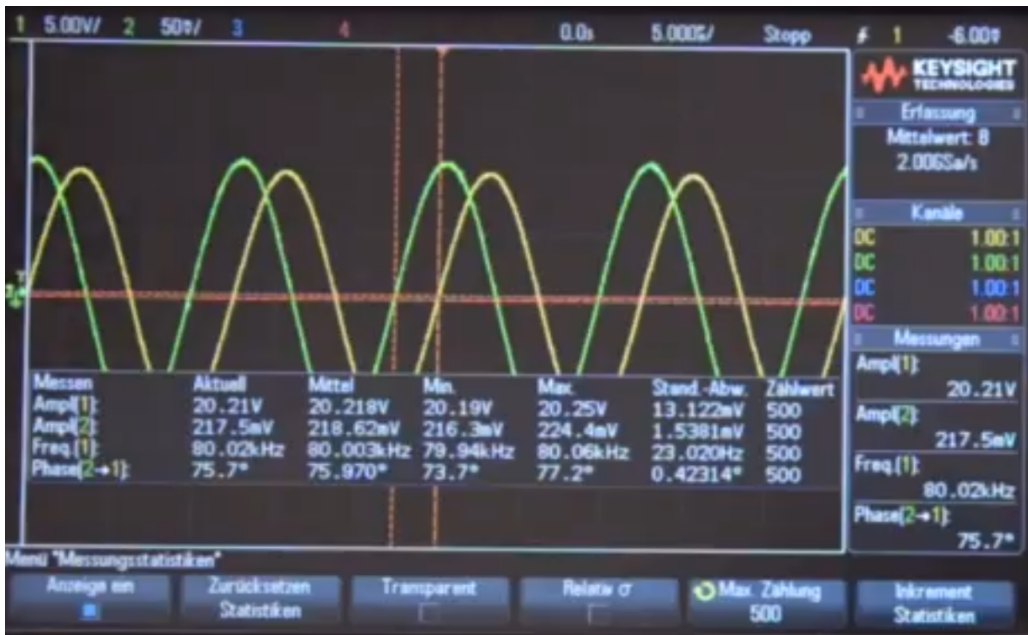 1 5.00V/ 2 50▿/ 3 4 0.0s 5.000▿/ Stopp 1 -6.00▿
KEYSIGHT
TECHNOLOGIES
Erfassung
Mittelwert: 8
2.00GSa/s
Kanäle
DC 1.00:1
DC 1.00:1
DC 1.00:1
DC 1.00:1
Messungen
Ampl(1):
20.21V
Ampl(2):
217.5mV
Freq.(1):
80.02kHz
Phase(2→1):
75.7°
Messen Aktuell Mittel Min. Max. Stand.-Abw. Zählwert
Ampl(1): 20.21V 20.218V 20.19V 20.25V 13.122mV 500
Ampl(2): 217.5mV 218.62mV 216.3mV 224.4mV 1.5381mV 500
Freq.(1): 80.02kHz 80.003kHz 79.94kHz 80.06kHz 23.020Hz 500
Phase(2→1): 75.7° 75.970° 73.7° 77.2° 0.42314° 500
Menü "Messungsstatistiken"
Anzeige ein
Zurücksetzen
Statistiken
Transparent
Relativ σ
Max. Zählung
500
Inkrement
Statistiken